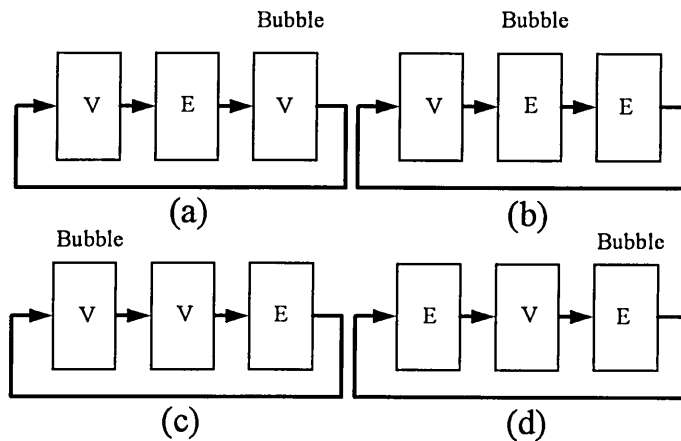 Bubble Bubble
V E V V E E
(a) (b)
Bubble Bubble
V V E E V E
(c) (d)